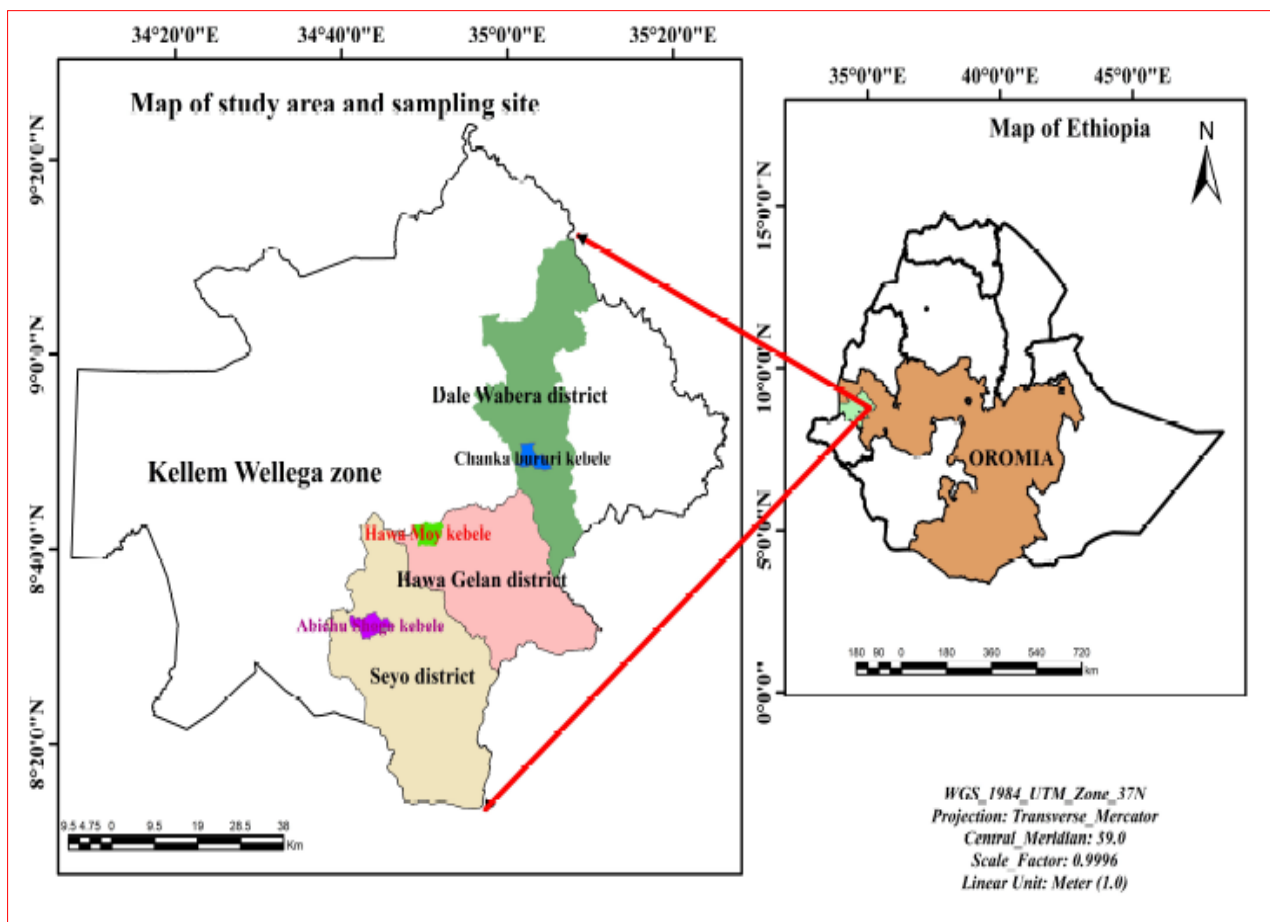 34°20'0"E 34°40'0"E 35°0'0"E 35°20'0"E
Map of study area and sampling site
9°20'0"N
9°0'0"N
8°40'0"N
8°20'0"N
Dale Wabera district
Chanka bururi kebele
Kellem Wellega zone
Hawa Moy kebele
Hawa Gelan district
Abichu kebele
Seyo district
9.5 4.75 0 9.5 19 28.5 38
Km
35°0'0"E 40°0'0"E 45°0'0"E
Map of Ethiopia
N
15°0'0"N
10°0'0"N
5°0'0"N
0°0'0"N
OROMIA
180 90 0 180 360 540 720
km
WGS_1984_UTM_Zone_37N
Projection: Transverse_Mercator
Central_Meridian: 39.0
Scale_Factor: 0.9996
Linear Unit: Meter (1.0)